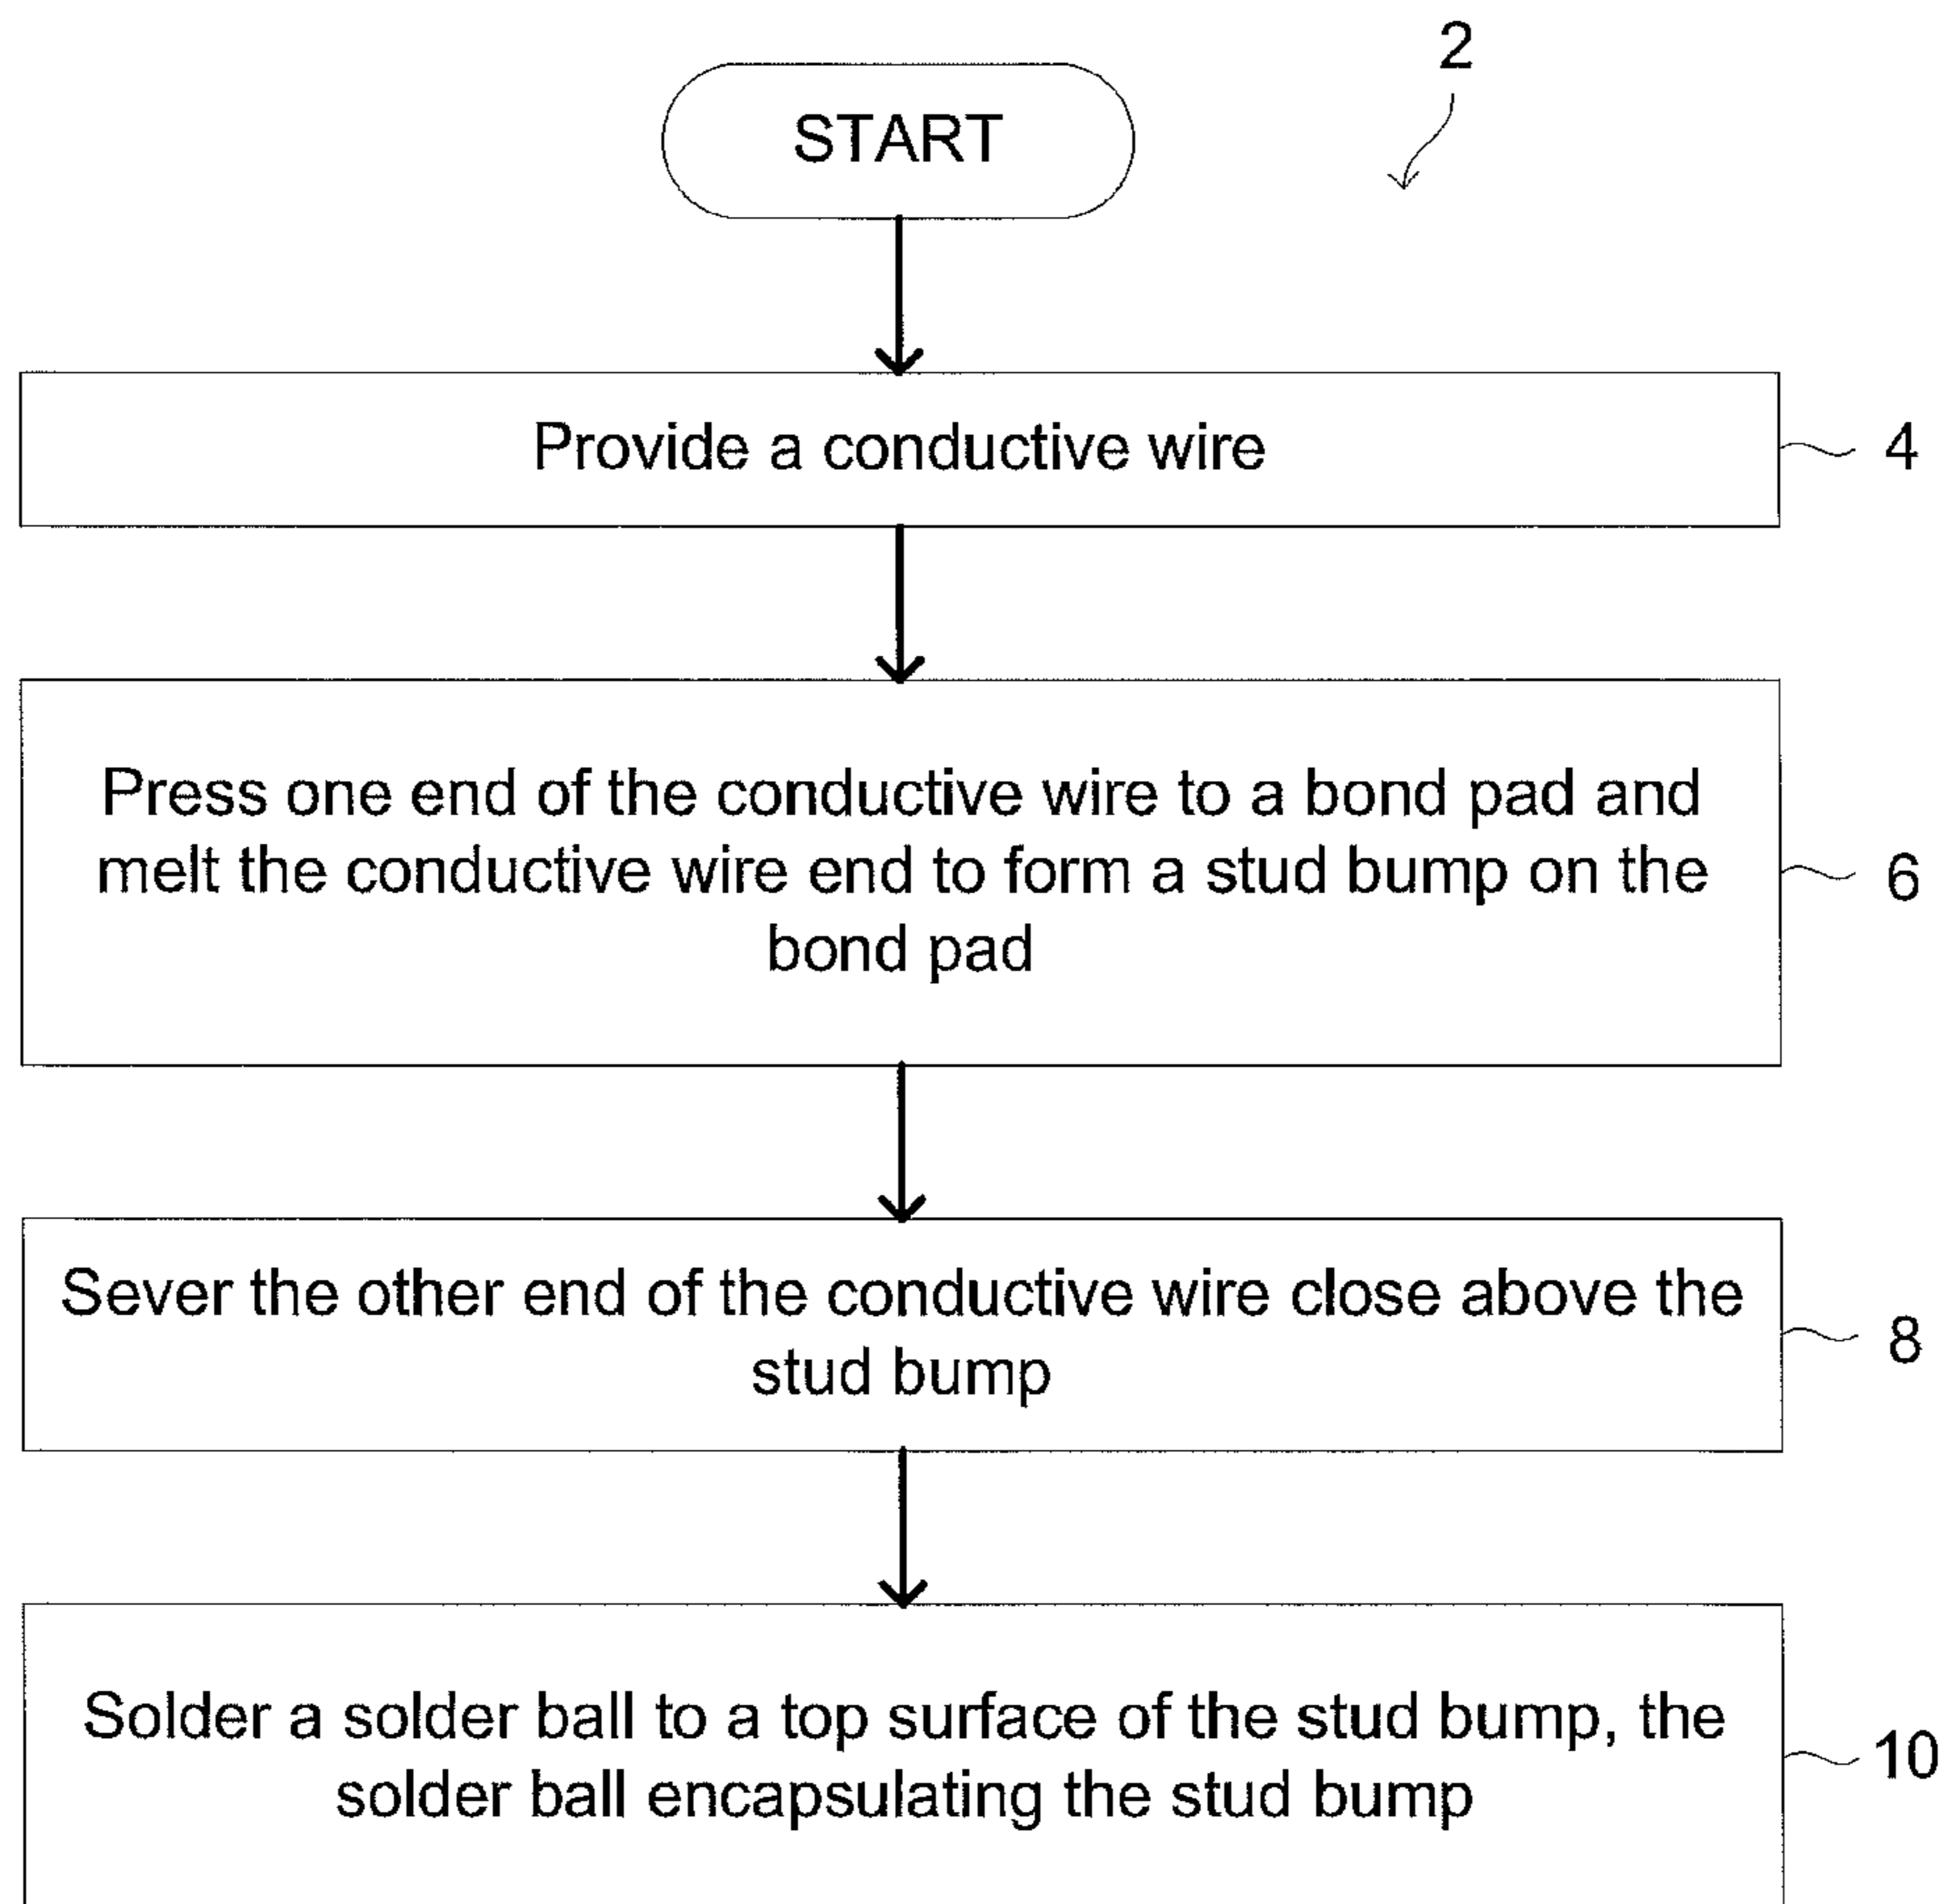 2
START
Provide a conductive wire
4
Press one end of the conductive wire to a bond pad and
melt the conductive wire end to form a stud bump on the
bond pad
6
Sever the other end of the conductive wire close above the
stud bump
8
Solder a solder ball to a top surface of the stud bump, the
solder ball encapsulating the stud bump
10